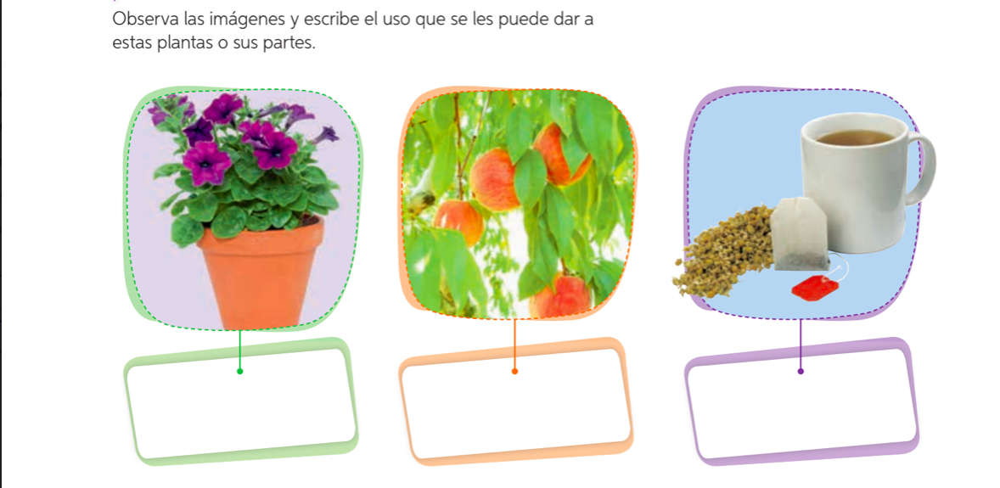 Observa las imágenes y escribe el uso que se les puede dar a
estas plantas o sus partes.